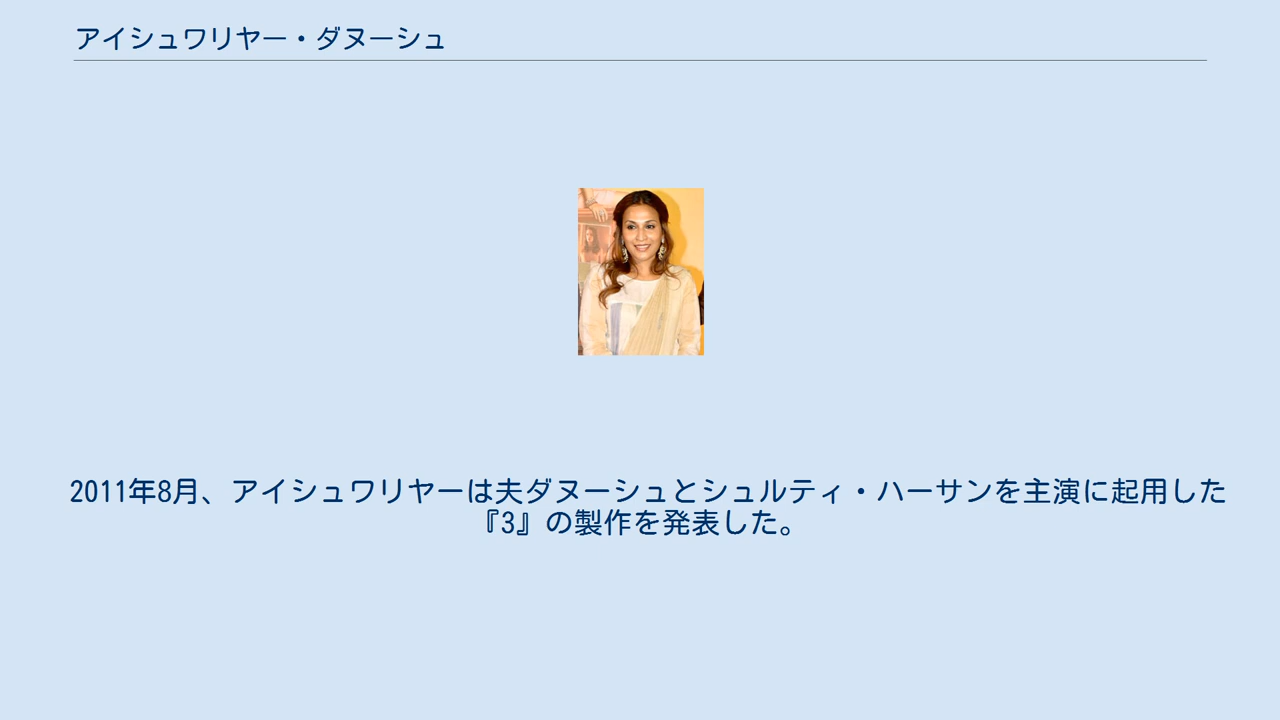 アイシュワリヤー・ダヌーシュ
2011年8月、アイシュワリヤーは夫ダヌーシュとシュルティ・ハーサンを主演に起用した
『3』の製作を発表した。